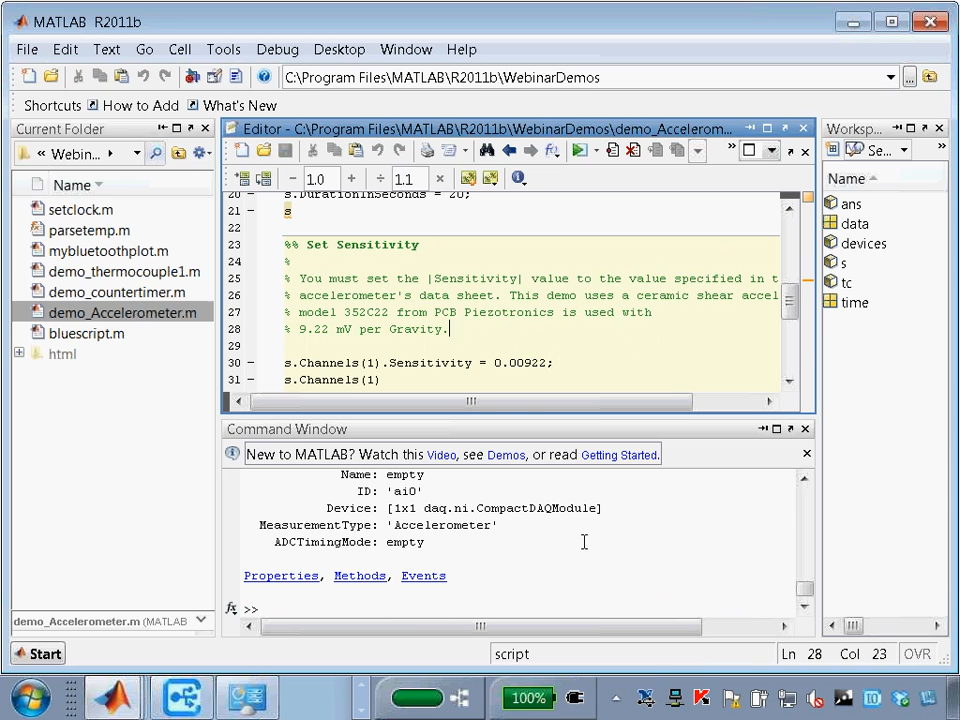 MATLAB R2011b
File Edit Text Go Cell Tools Debug Desktop Window Help
C:\Program Files\MATLAB\R2011b\WebinarDemos
...
Shortcuts How to Add What's New
Current Folder
« Webin...
Name
setclock.m
parsetemp.m
mybluetoothplot.m
demo_thermocouple1.m
demo_countertimer.m
demo_Accelerometer.m
bluescript.m
html
demo_Accelerometer.m (MATLAB
Editor - C:\Program Files\MATLAB\R2011b\WebinarDemos\demo_Accelerom...
− 1.0 + ÷ 1.1 ×
20 − s.DurationInSeconds = 20;
21 − s
22
23 %% Set Sensitivity
24 %
25 % You must set the |Sensitivity| value to the value specified in t
26 % accelerometer's data sheet. This demo uses a ceramic shear accel
27 % model 352C22 from PCB Piezotronics is used with
28 % 9.22 mV per Gravity.
29
30 − s.Channels(1).Sensitivity = 0.00922;
31 − s.Channels(1)
Command Window
New to MATLAB? Watch this Video, see Demos, or read Getting Started.
Name: empty
ID: 'ai0'
Device: [1x1 daq.ni.CompactDAQModule]
MeasurementType: 'Accelerometer'
ADCTimingMode: empty
Properties, Methods, Events
fx >>
Worksp...
Se...
Name
ans
data
devices
s
tc
time
Start
script
Ln 28 Col 23 OVR
100%